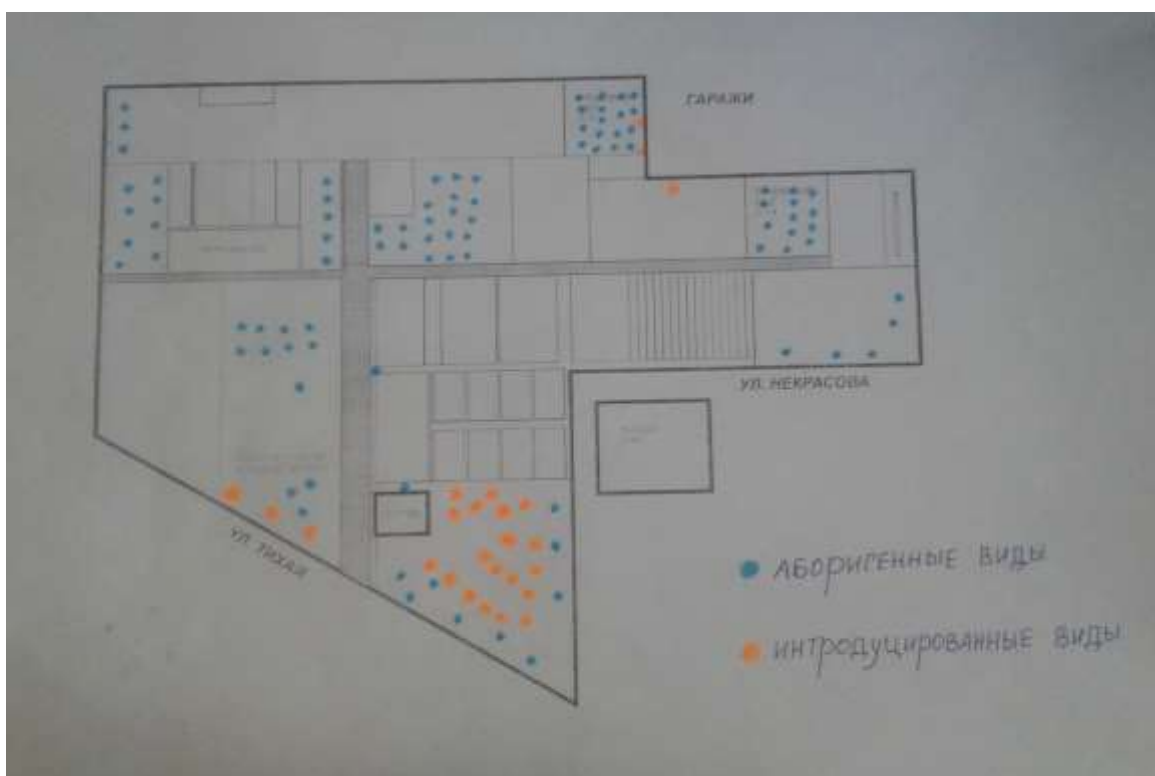 ГАРАЖИ
УЛ. НЕКРАСОВА
УЛ. ТИХАЯ
АБОРИГЕННЫЕ ВИДЫ
ИНТРОДУЦИРОВАННЫЕ ВИДЫ